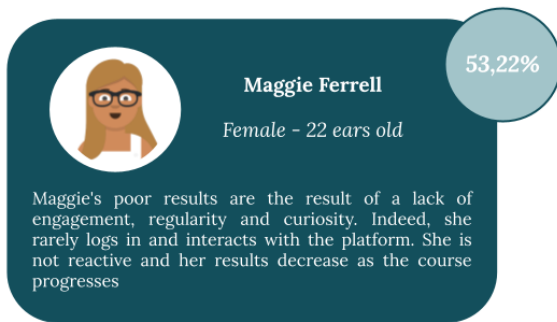 53,22%
Maggie Ferrell
Female - 22 ears old
Maggie's poor results are the result of a lack of
engagement, regularity and curiosity. Indeed, she
rarely logs in and interacts with the platform. She is
not reactive and her results decrease as the course
progresses